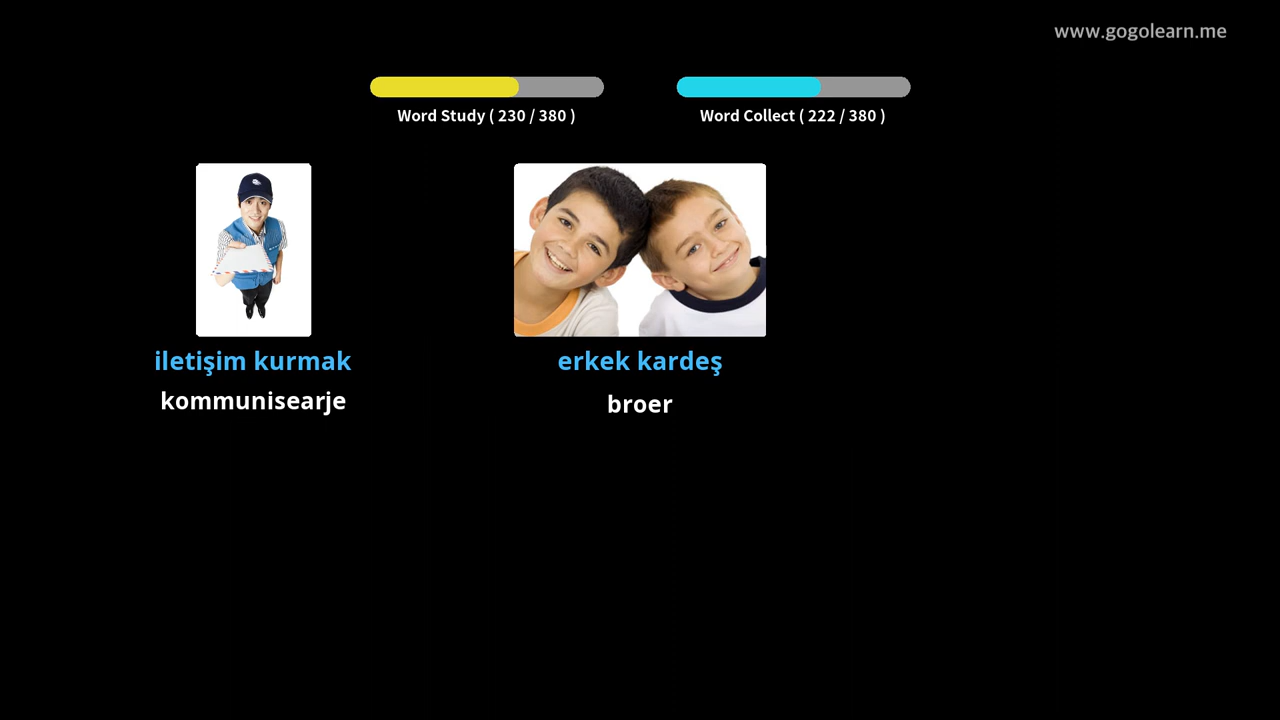 www.gogolearn.me
Word Study ( 230 / 380 )
Word Collect ( 222 / 380 )
iletişim kurmak
kommunisearje
erkek kardeş
broer